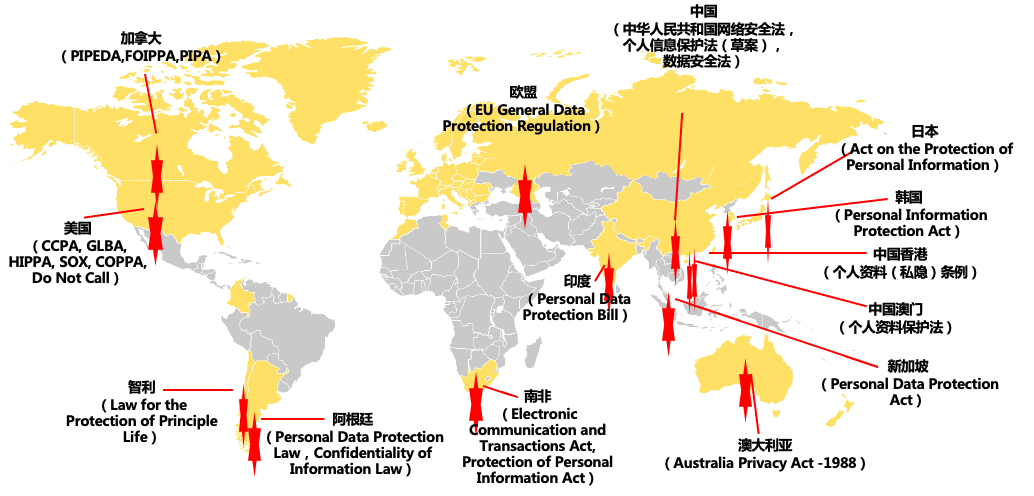 加拿大
（PIPEDA,FOIPPA,PIPA）
中国
（中华人民共和国网络安全法，
个人信息保护法（草案），
数据安全法）
欧盟
（EU General Data
Protection Regulation）
日本
（Act on the Protection of
Personal Information）
韩国
（Personal Information
Protection Act）
美国
（CCPA, GLBA,
HIPPA, SOX, COPPA,
Do Not Call）
中国香港
（个人资料（私隐）条例）
印度
（Personal Data
Protection Bill）
中国澳门
（个人资料保护法）
新加坡
（Personal Data Protection
Act）
智利
（Law for the
Protection of Principle
Life）
阿根廷
（Personal Data Protection
Law，Confidentiality of
Information Law）
南非
（Electronic
Communication and
Transactions Act,
Protection of Personal
Information Act）
澳大利亚
（Australia Privacy Act -1988）